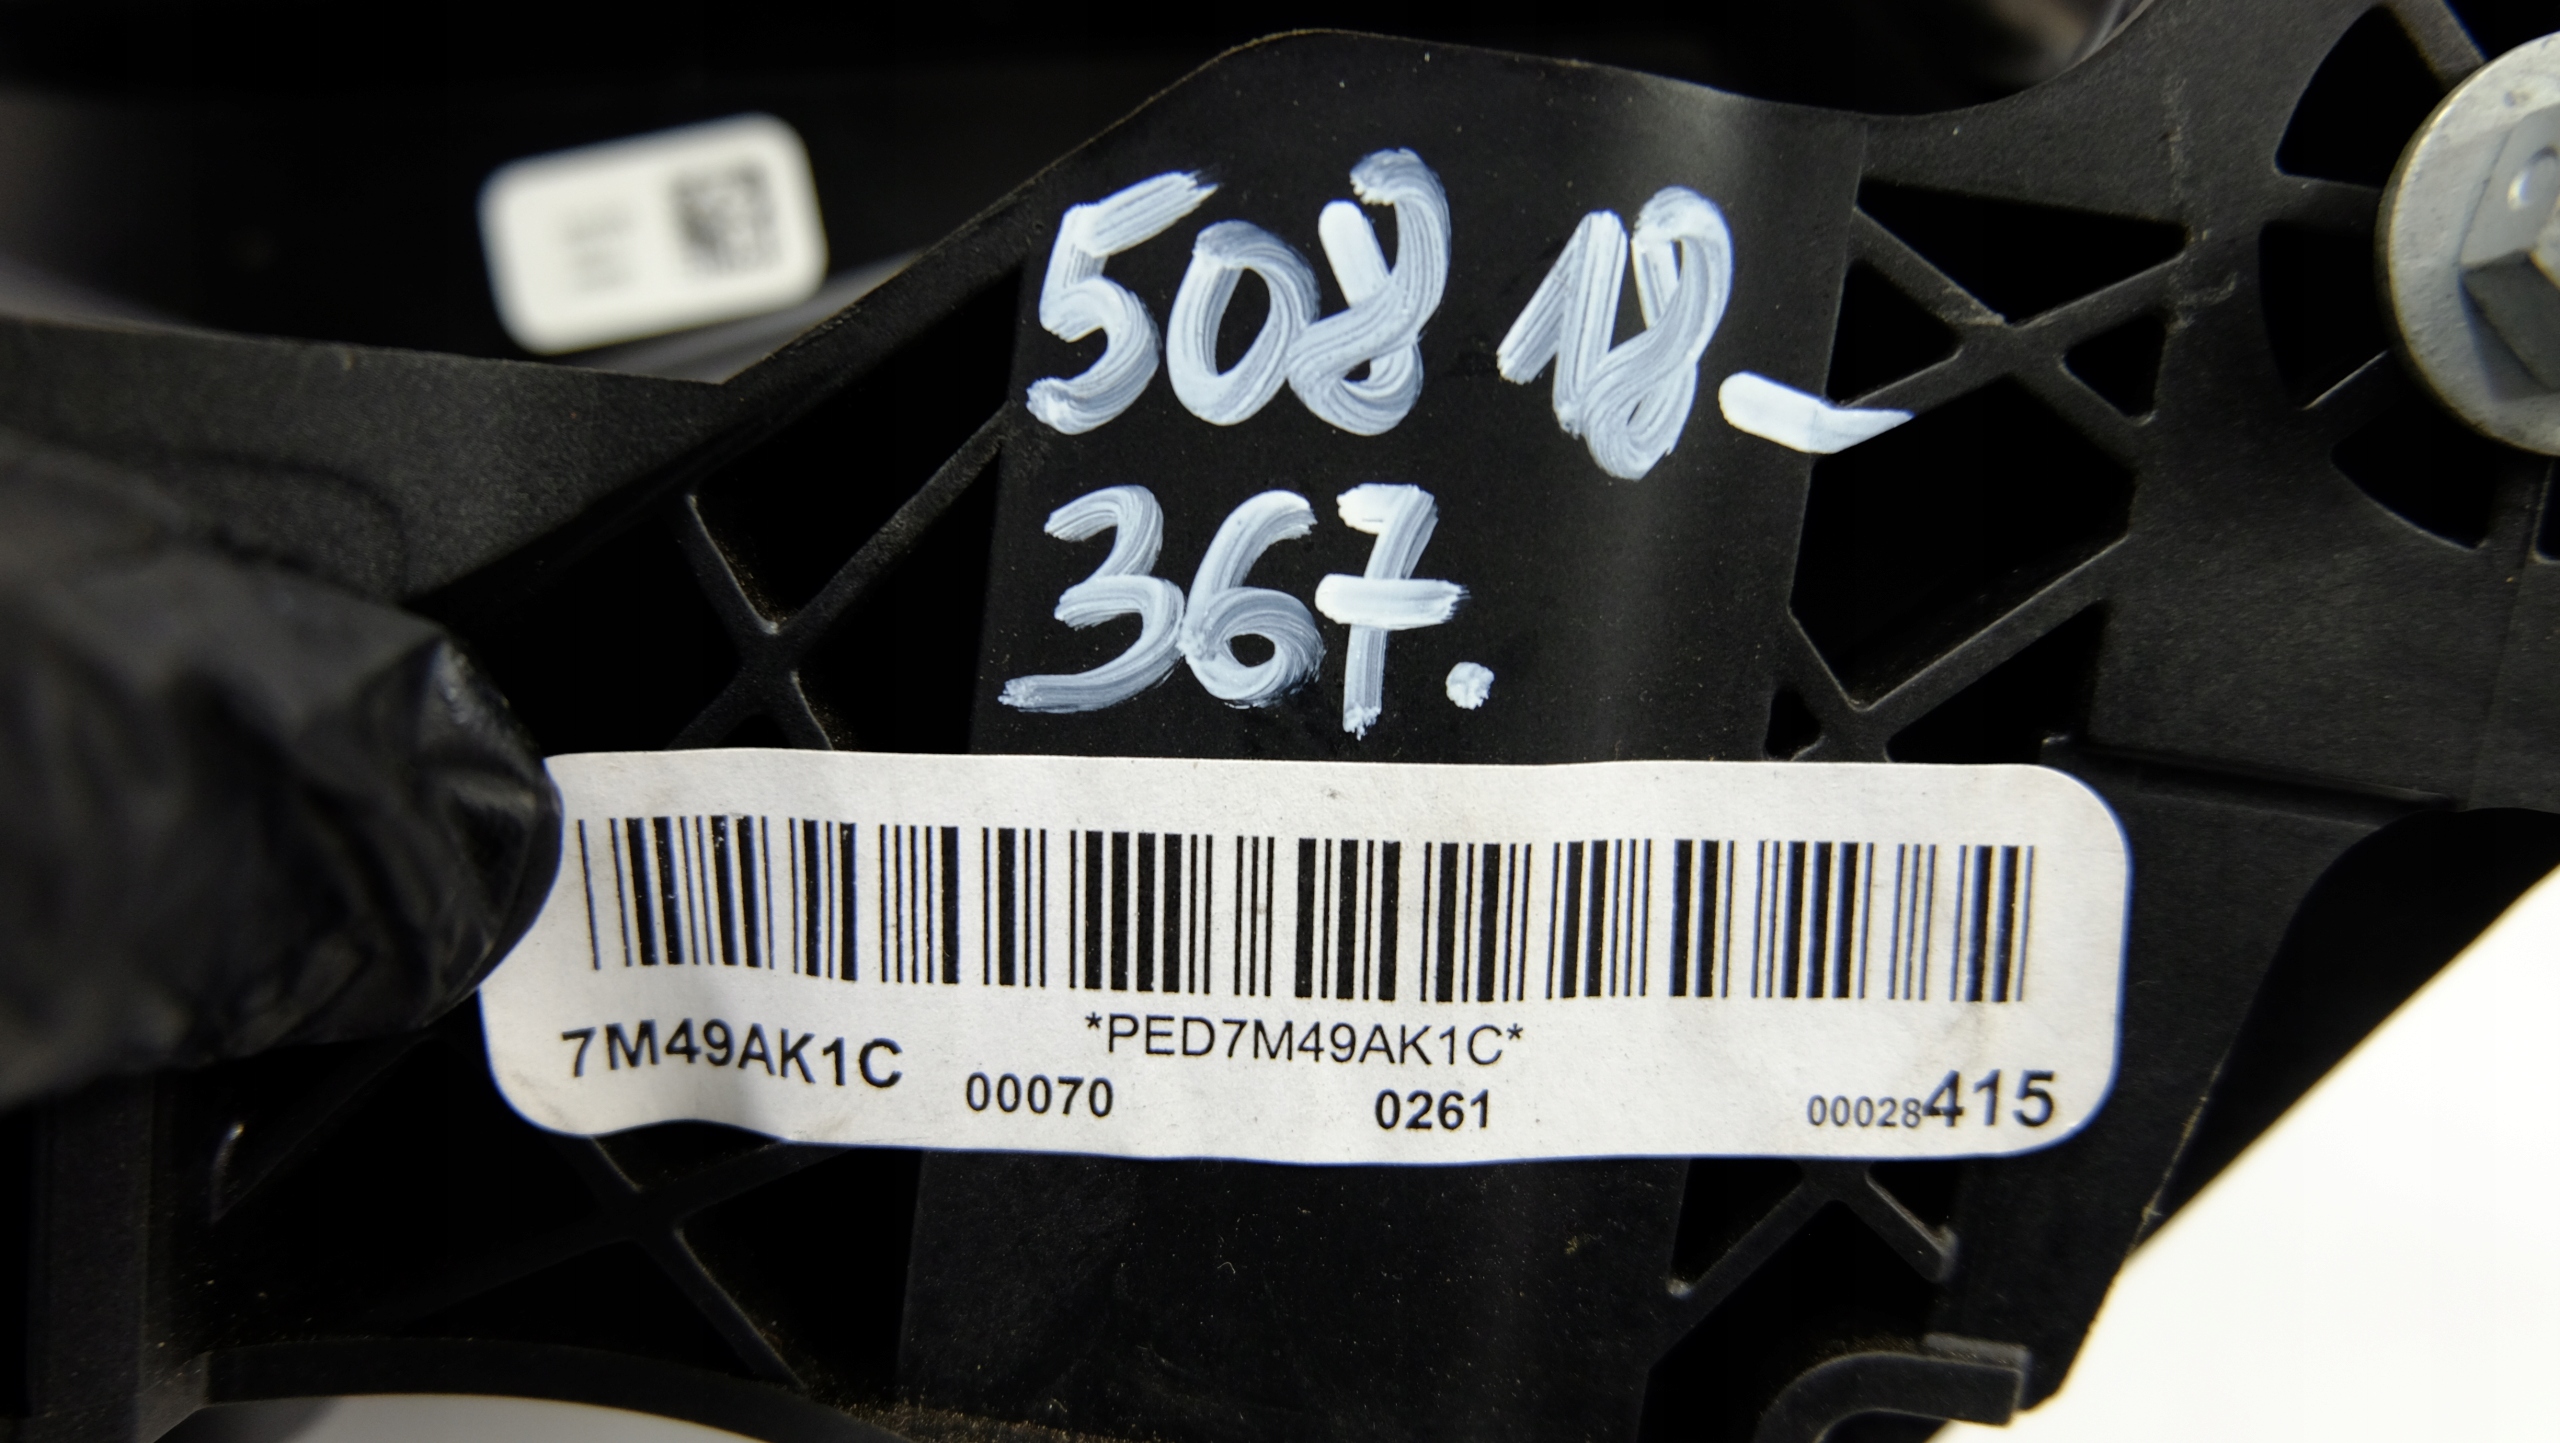 508 18-
367.
*PED7M49AK1C*
7M49AK1C 00070 0261 00028415